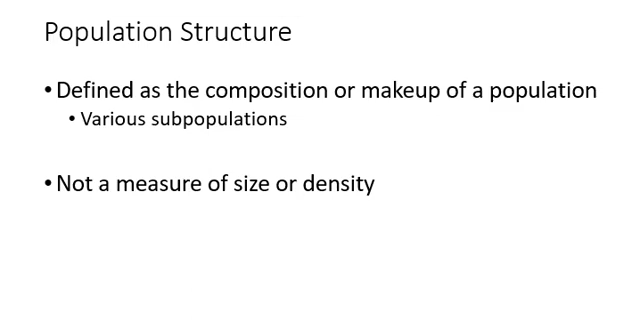 Population Structure
• Defined as the composition or makeup of a population
• Various subpopulations
• Not a measure of size or density